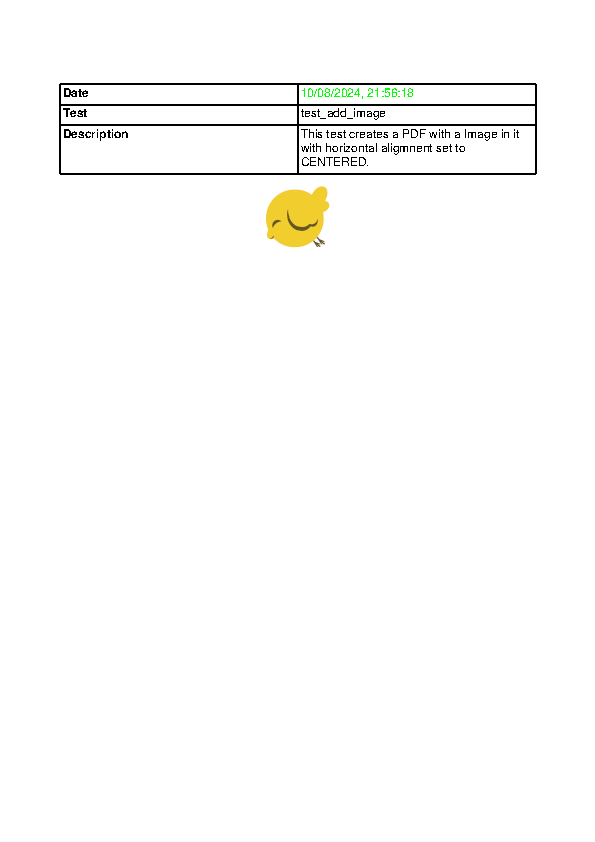 Date 10/08/2024, 21:58:18
Test test_add_image
Description This test creates a PDF with a Image in it
with horizontal aligmnent set to
CENTERED.